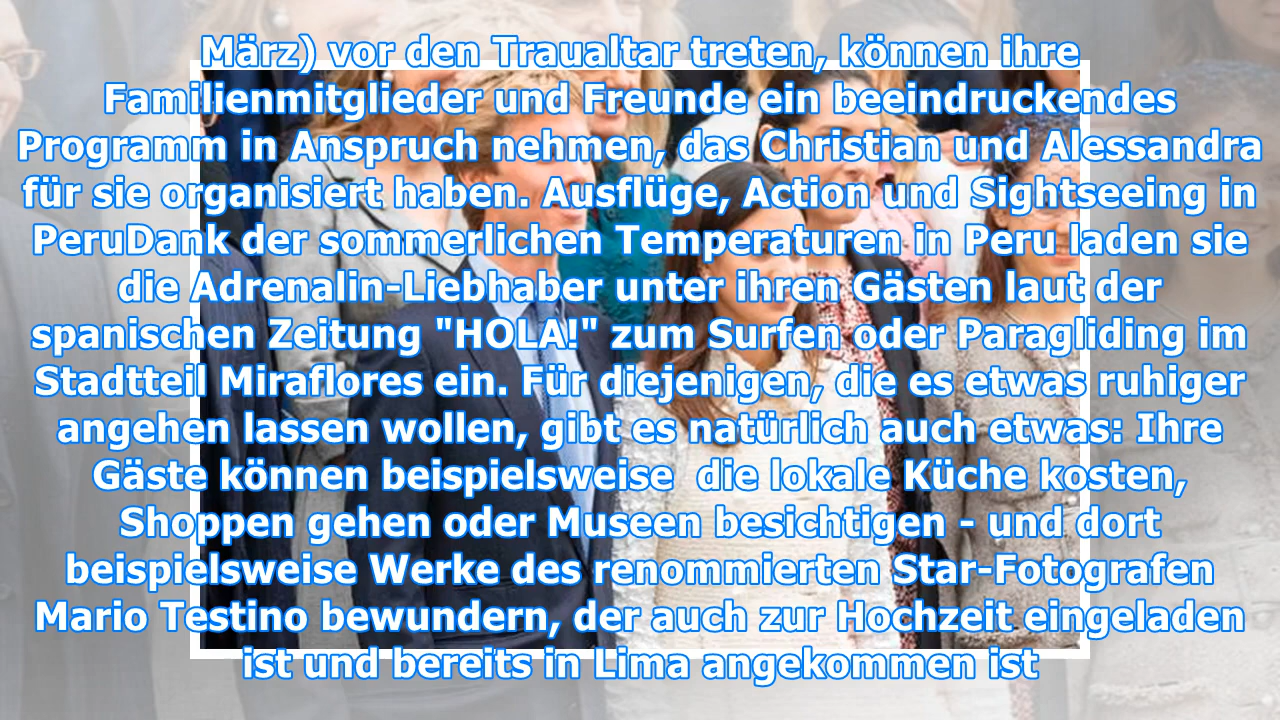 März) vor den Traualtar treten, können ihre
Familienmitglieder und Freunde ein beeindruckendes
Programm in Anspruch nehmen, das Christian und Alessandra
für sie organisiert haben. Ausflüge, Action und Sightseeing in
PeruDank der sommerlichen Temperaturen in Peru laden sie
die Adrenalin-Liebhaber unter ihren Gästen laut der
spanischen Zeitung "HOLA!" zum Surfen oder Paragliding im
Stadtteil Miraflores ein. Für diejenigen, die es etwas ruhiger
angehen lassen wollen, gibt es natürlich auch etwas: Ihre
Gäste können beispielsweise  die lokale Küche kosten,
Shoppen gehen oder Museen besichtigen - und dort
beispielsweise Werke des renommierten Star-Fotografen
Mario Testino bewundern, der auch zur Hochzeit eingeladen
ist und bereits in Lima angekommen ist